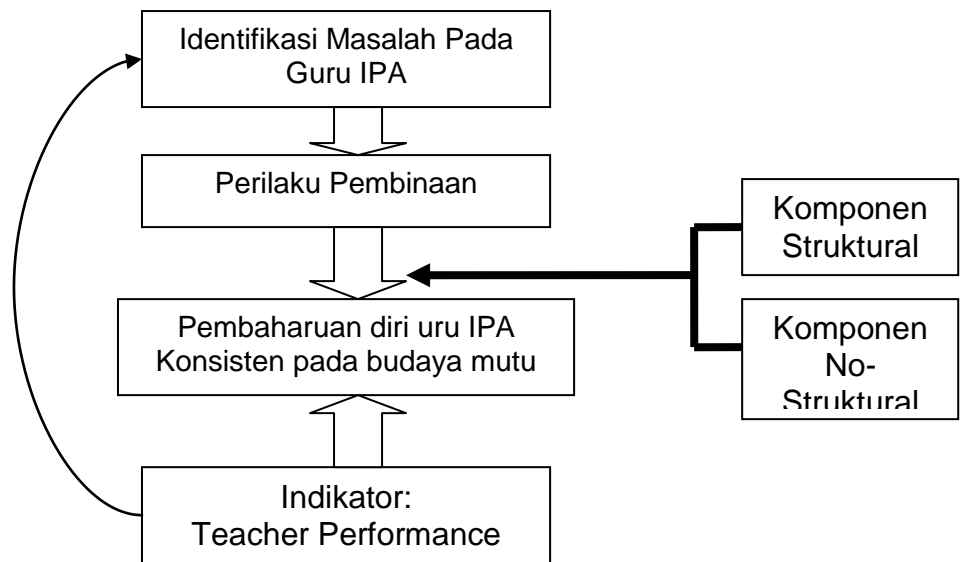 Identifikasi Masalah Pada
Guru IPA
Perilaku Pembinaan
Pembaharuan diri uru IPA
Konsisten pada budaya mutu
Indikator:
Teacher Performance
Komponen
Struktural
Komponen
No-
Struktural